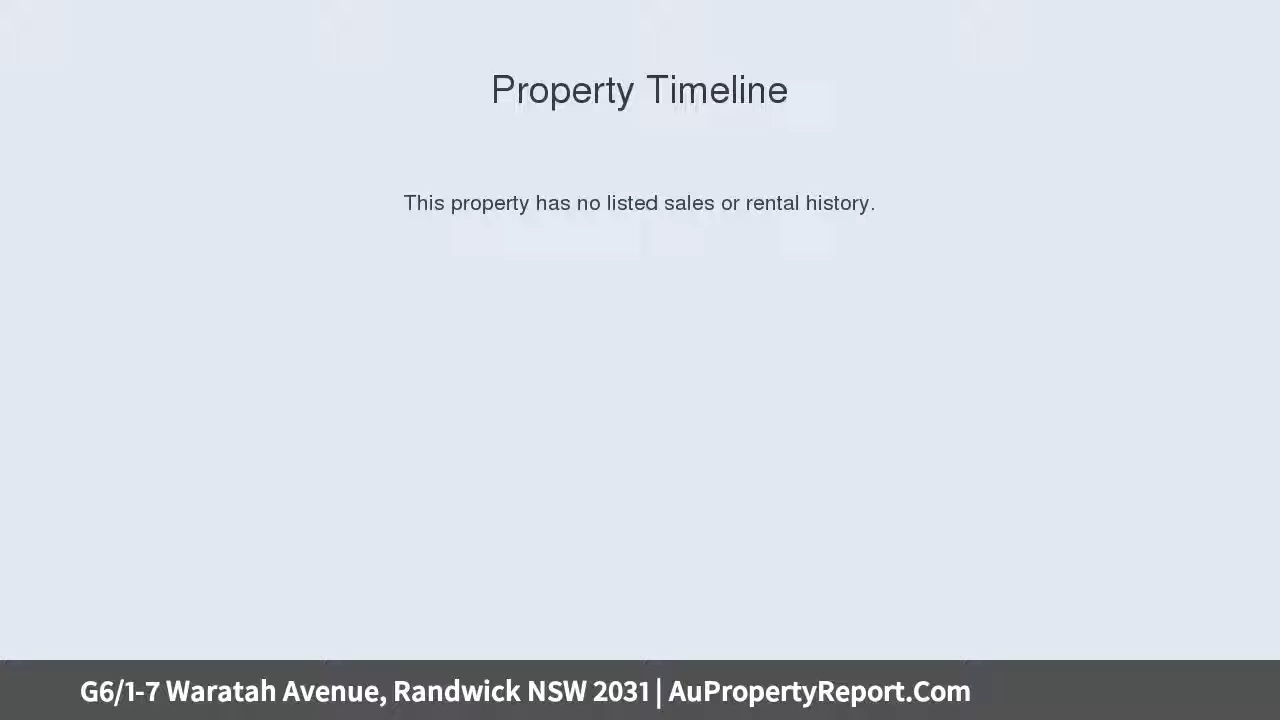 Property Timeline
This property has no listed sales or rental history.
G6/1-7 Waratah Avenue, Randwick NSW 2031 | AuPropertyReport.Com